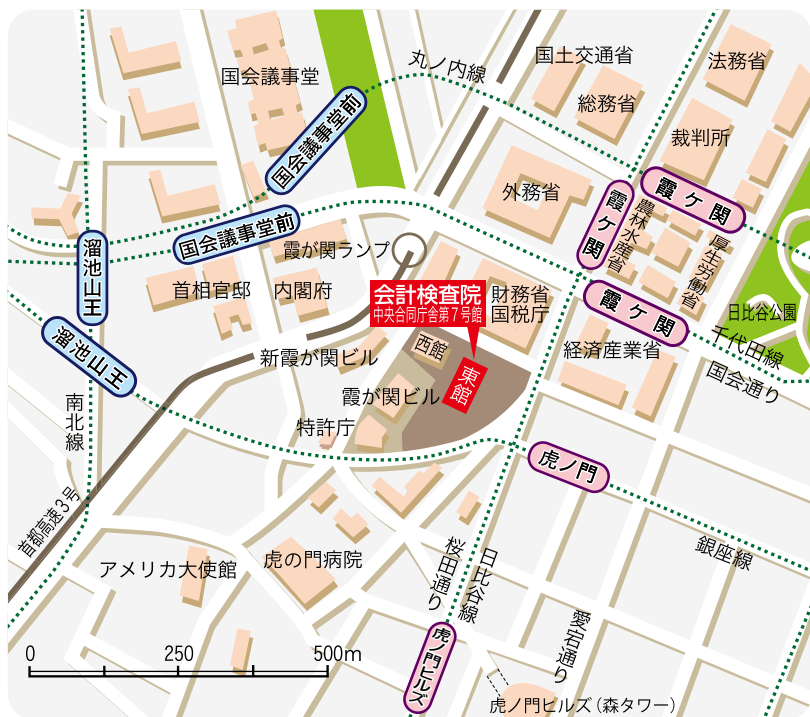 丸ノ内線
国土交通省
法務省
国会議事堂
総務省
国会議事堂前
裁判所
外務省
霞ケ関
霞ケ関
農林水産省
厚生労働省
国会議事堂前
霞が関ランプ
溜池山王
首相官邸
内閣府
会計検査院
中央合同庁舎第7号館
財務省
国税庁
霞ケ関
日比谷公園
千代田線
国会通り
溜池山王
新霞が関ビル
西館
東館
経済産業省
霞が関ビル
南北線
特許庁
虎ノ門
首都高速3号
アメリカ大使館
虎の門病院
桜田通り
日比谷線
銀座線
愛宕通り
虎ノ門ヒルズ
虎ノ門ヒルズ（森タワー）
0 250 500m